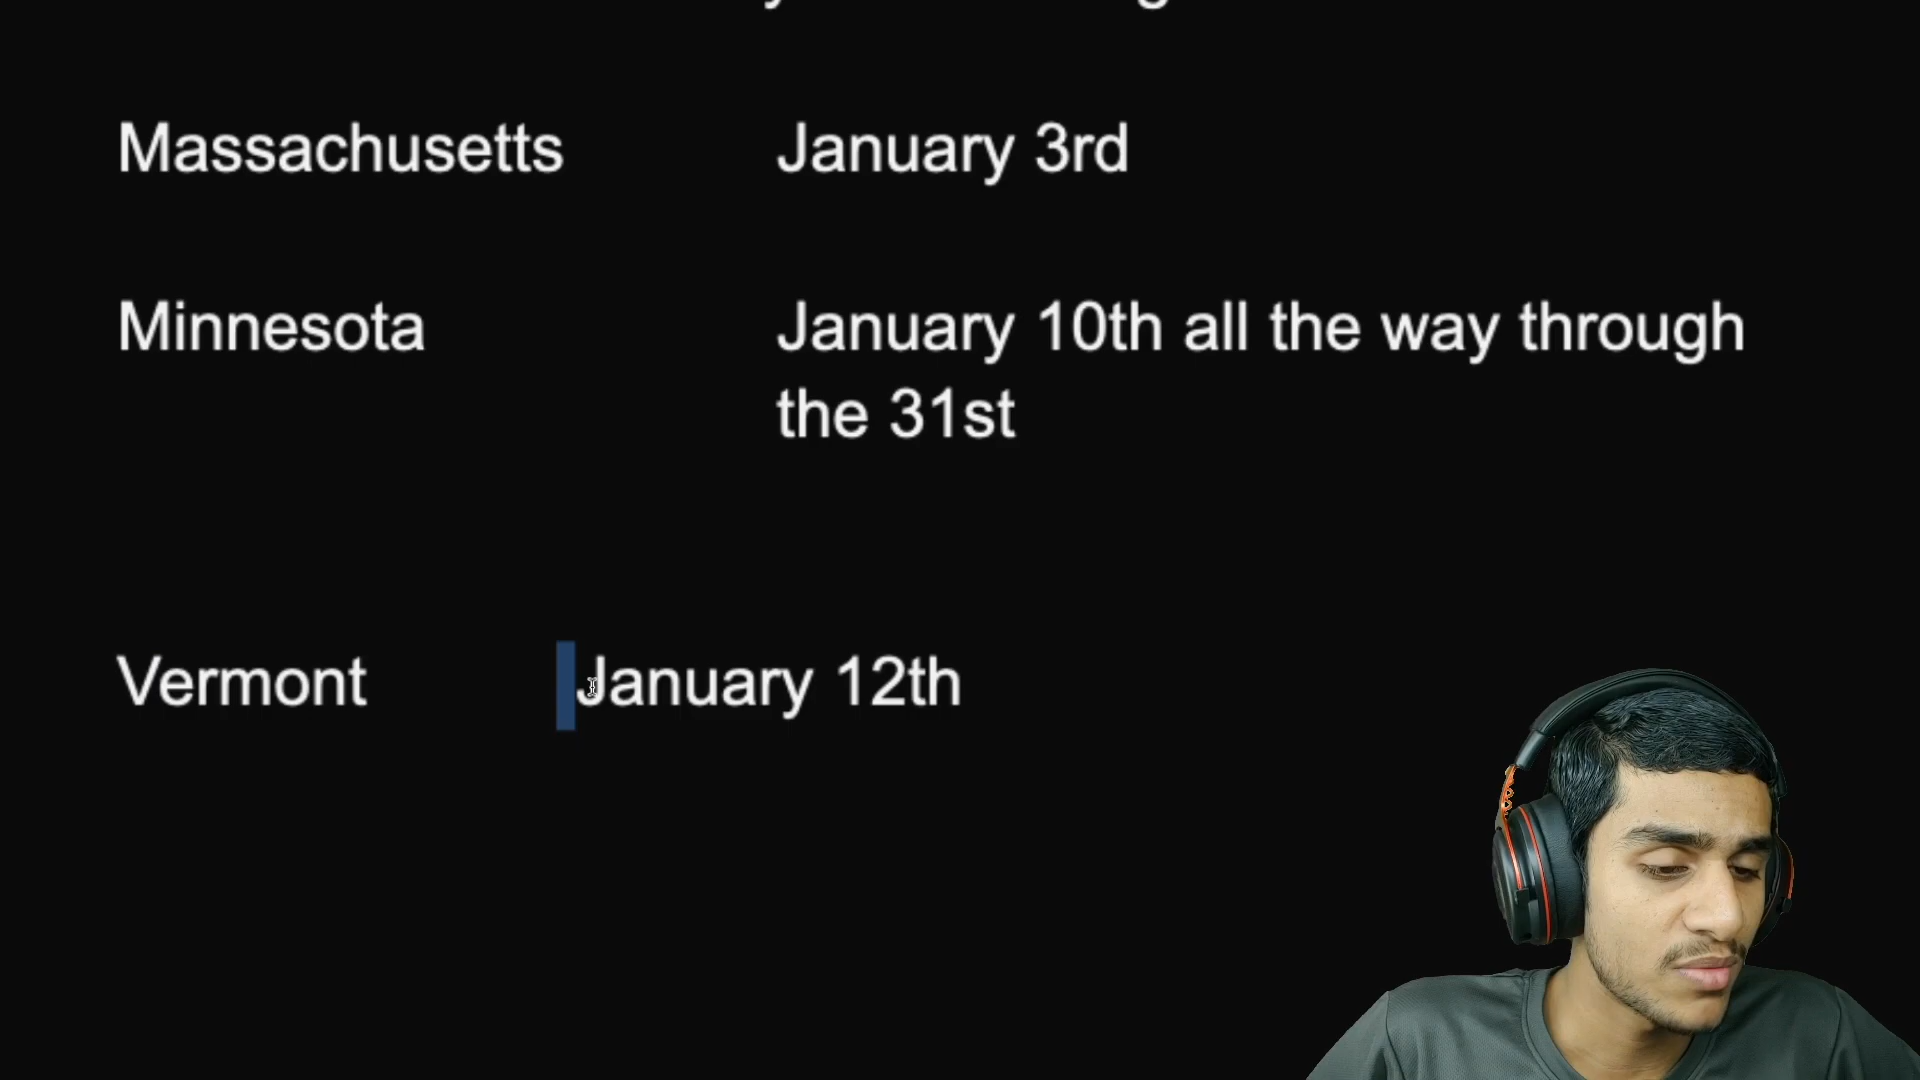 Massachusetts January 3rd
Minnesota January 10th all the way through
the 31st
Vermont January 12th